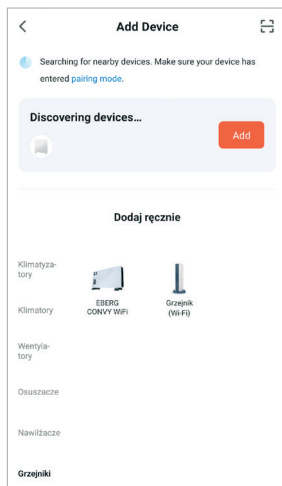 Add Device
Searching for nearby devices. Make sure your device has
entered pairing mode.
Discovering devices...
Add
Dodaj ręcznie
Klimatyza-
tory
EBERG
CONVY WiFi
Grzejnik
(Wi-Fi)
Klimatory
Wentyla-
tory
Osuszacze
Nawilżacze
Grzejniki